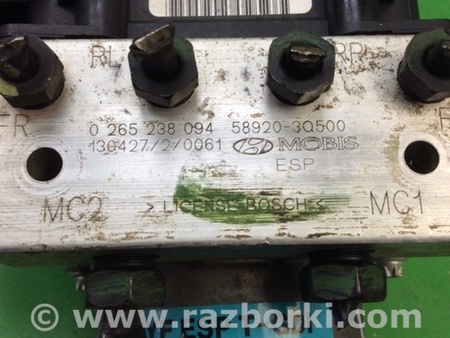 RL RR
FR
0 265 238 094 58920-3Q500
130427/2/0061 MOBIS
ESP
MC2 > LICENSE BOSCH < MC1
www.razborki.com